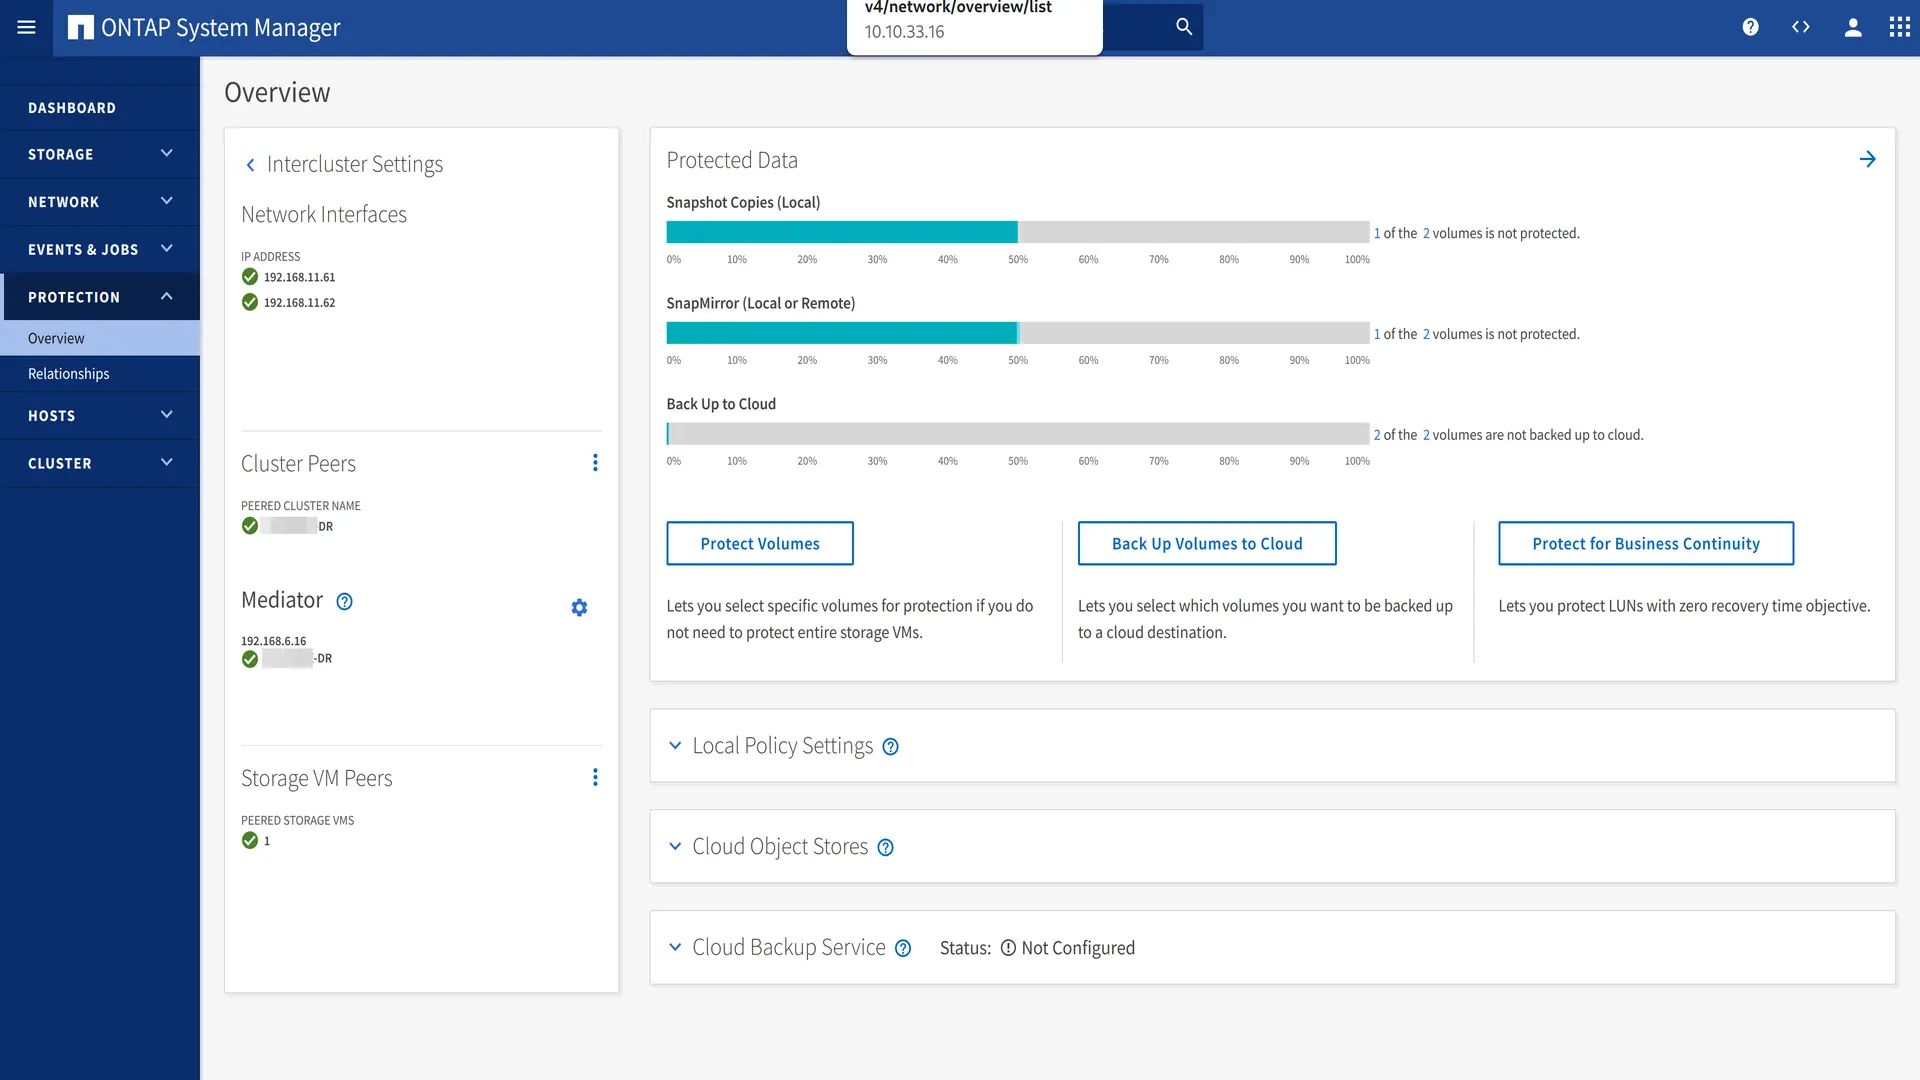 v4/network/overview/list
10.10.33.16
ONTAP System Manager
DASHBOARD
STORAGE
NETWORK
EVENTS & JOBS
PROTECTION
Overview
Relationships
HOSTS
CLUSTER
Overview
Intercluster Settings
Network Interfaces
IP ADDRESS
192.168.11.61
192.168.11.62
Cluster Peers
PEERED CLUSTER NAME
-DR
Mediator
192.168.6.16
-DR
Storage VM Peers
PEERED STORAGE VMS
1
Protected Data
Snapshot Copies (Local)
1 of the 2 volumes is not protected.
0% 10% 20% 30% 40% 50% 60% 70% 80% 90% 100%
SnapMirror (Local or Remote)
1 of the 2 volumes is not protected.
0% 10% 20% 30% 40% 50% 60% 70% 80% 90% 100%
Back Up to Cloud
2 of the 2 volumes are not backed up to cloud.
0% 10% 20% 30% 40% 50% 60% 70% 80% 90% 100%
Protect Volumes
Lets you select specific volumes for protection if you do
not need to protect entire storage VMs.
Back Up Volumes to Cloud
Lets you select which volumes you want to be backed up
to a cloud destination.
Protect for Business Continuity
Lets you protect LUNs with zero recovery time objective.
Local Policy Settings
Cloud Object Stores
Cloud Backup Service Status: Not Configured